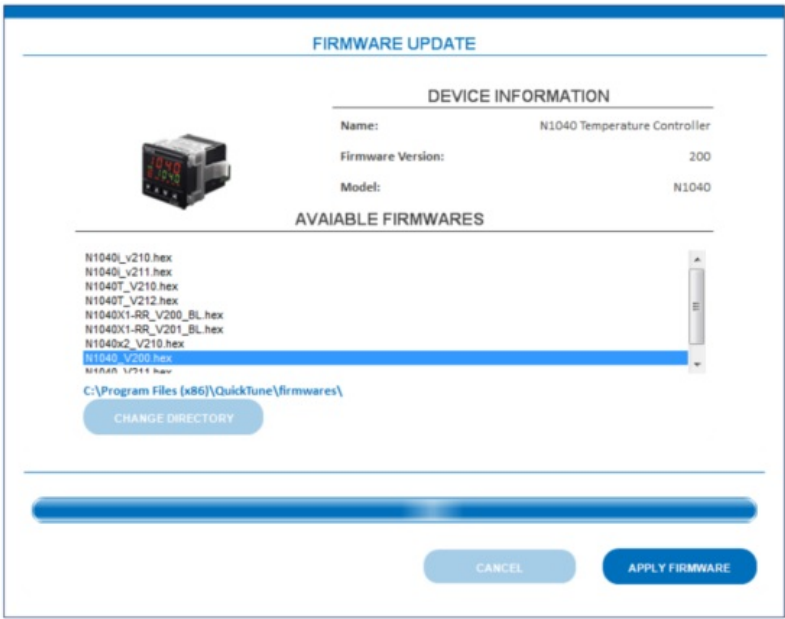 FIRMWARE UPDATE
DEVICE INFORMATION
Name: N1040 Temperature Controller
Firmware Version: 200
Model: N1040
AVAIABLE FIRMWARES
N1040i_v210.hex
N1040i_v211.hex
N1040T_V210.hex
N1040T_V212.hex
N1040X1-RR_V200_BL.hex
N1040X1-RR_V201_BL.hex
N1040x2_V210.hex
N1040_V200.hex
N1040_V211.hex
C:\Program Files (x86)\QuickTune\firmwares\
CHANGE DIRECTORY
CANCEL APPLY FIRMWARE